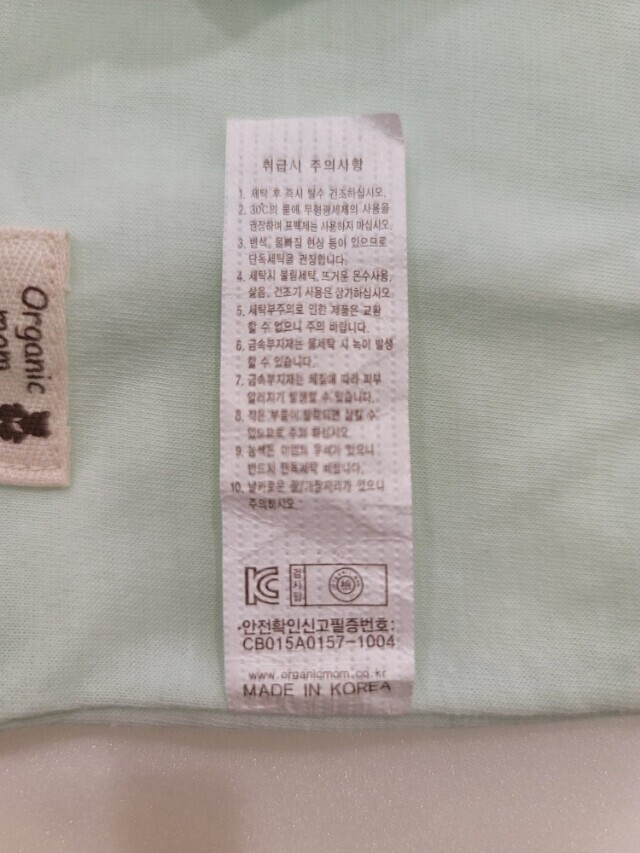 취급시 주의사항
1. 세탁 후 즉시 탈수 건조하십시오.
2. 30℃의 물에 무형광세제의 사용을
권장하며 표백제는 사용하지 마십시오.
3. 변색, 물빠짐 현상 등이 있으므로
단독세탁을 권장합니다.
4. 세탁시 불림세탁, 뜨거운 온수사용,
삶음, 건조기 사용은 삼가하십시오
5. 세탁부주의로 인한 제품은 교환
할 수 없으니 주의 바랍니다.
6. 금속부자재는 물세탁 시 녹이 발생
할 수 있습니다.
7. 금속부자재는 체질에 따라 피부
알러지가 발생할 수 있습니다.
8. 작은 부품이 탈락되면 삼킬 수
있으므로 주의 하십시오.
9. 농색은 이염의 우려가 있으니
반드시 단독세탁 바랍니다.
10. 날카로운 끝/가장자리가 있으니
주의하시오.
검사필
檢
·안전확인신고필증번호:
CB015A0157-1004
www.organicmom.co.kr
MADE IN KOREA
Organic
mom